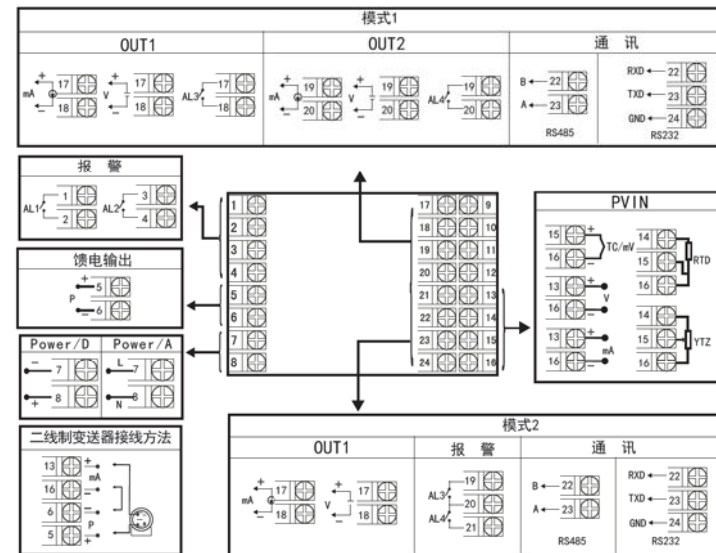 模式1
OUT1
OUT2
通 讯
+ 17
mA
- 18
+ 17
V
- 18
17
AL3
18
+ 19
mA
- 20
+ 19
V
- 20
19
AL4
20
B 22
A 23
RS485
RXD 22
TXD 23
GND 24
RS232
报 警
1
AL1
2
3
AL2
4
馈电输出
+ 5
P
- 6
Power/D
Power/A
- 7
+ 8
L 7
N 8
二线制变送器接线方法
13 +
mA
16 -
6 -
P
5 +
1
2
3
4
5
6
7
8
17 9
18 10
19 11
20 12
21 13
22 14
23 15
24 16
PVIN
15 +
TC/mV
16 -
13 +
V
16 -
13 +
mA
16 -
14
15
RTD
16
14
15
YTZ
16
模式2
OUT1
报 警
通 讯
+ 17
mA
- 18
+ 17
V
- 18
19
AL3
20
AL4
21
B 22
A 23
RS485
RXD 22
TXD 23
GND 24
RS232